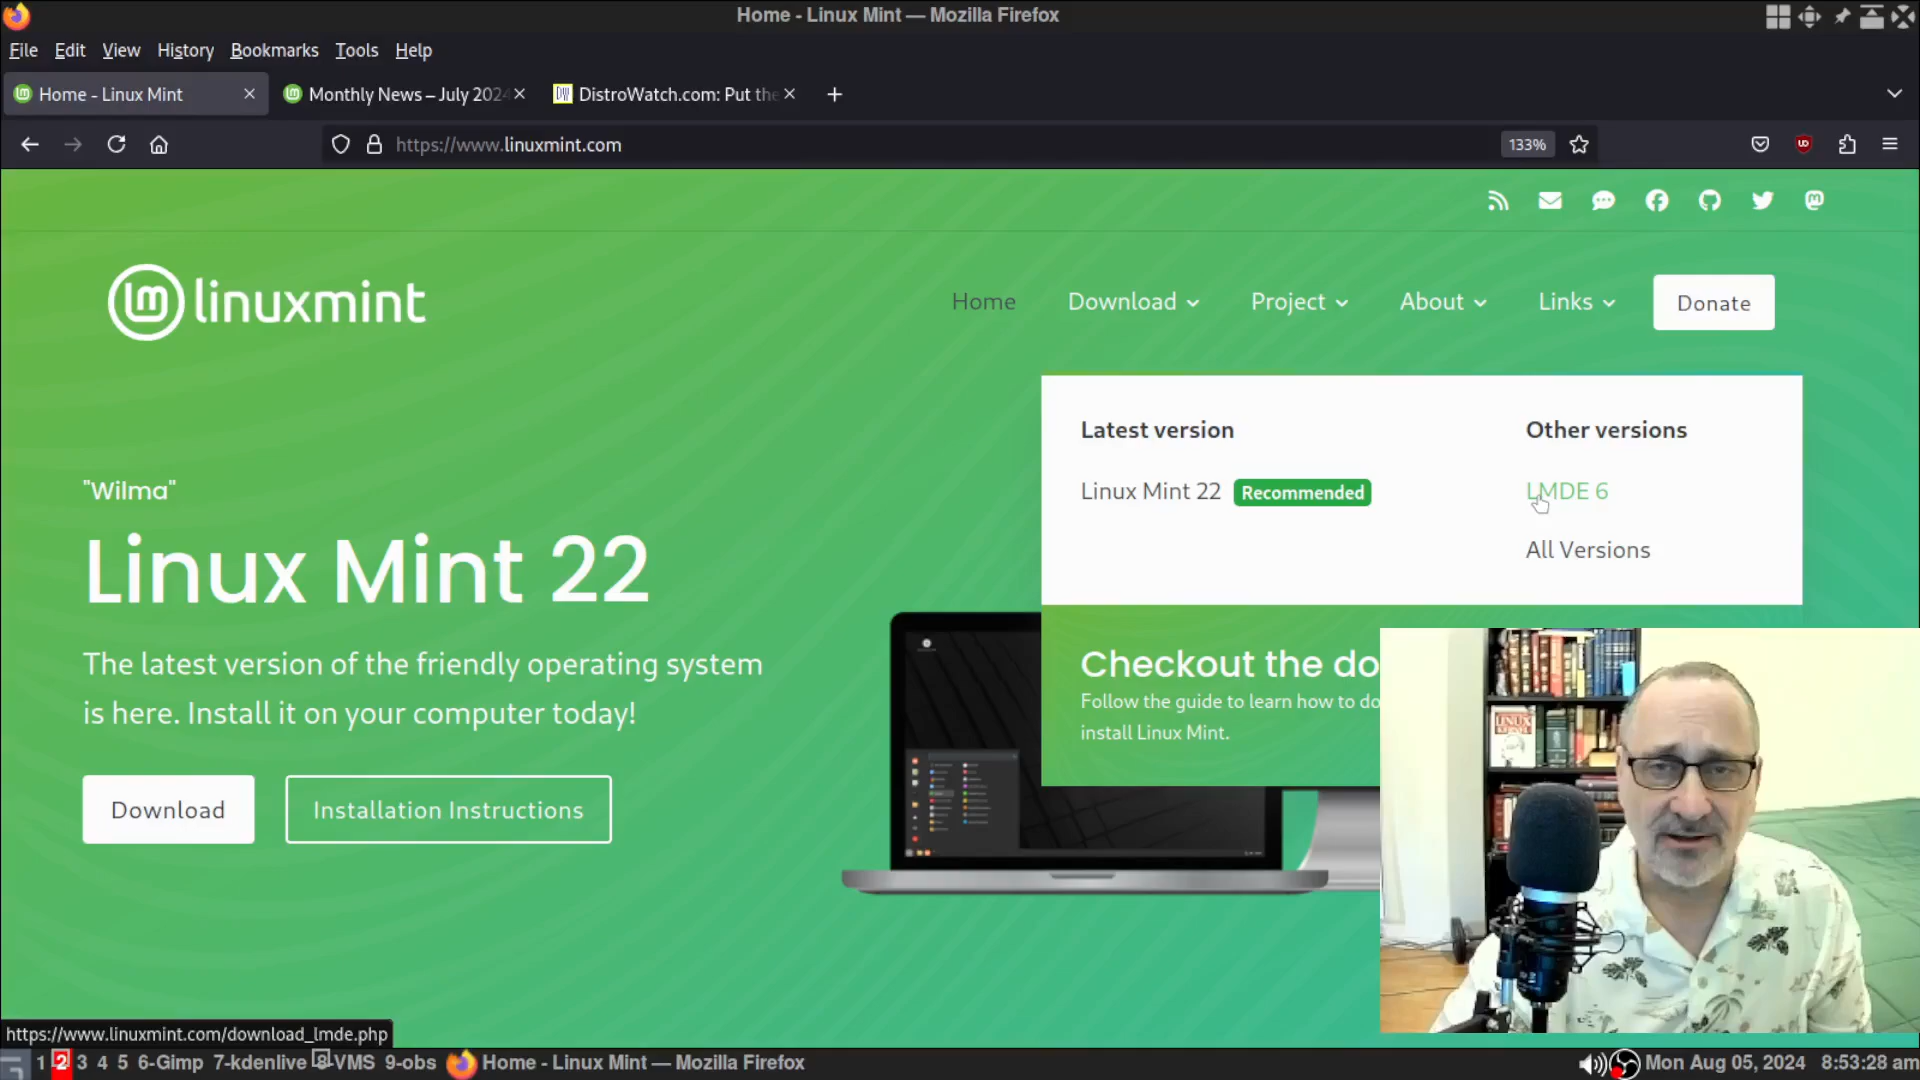 Home - Linux Mint — Mozilla Firefox
File Edit View History Bookmarks Tools Help
Home - Linux Mint
Monthly News – July 2024
DistroWatch.com: Put the
https://www.linuxmint.com
133%
linuxmint
Home
Download
Project
About
Links
Donate
Latest version
Other versions
Linux Mint 22 Recommended
LMDE 6
All Versions
"Wilma"
Linux Mint 22
The latest version of the friendly operating system
is here. Install it on your computer today!
Download
Installation Instructions
Checkout the do
Follow the guide to learn how to do
install Linux Mint.
LINUX
https://www.linuxmint.com/download_lmde.php
1 2 3 4 5 6-Gimp 7-kdenlive 8-VMS 9-obs Home - Linux Mint — Mozilla Firefox
Mon Aug 05, 2024 8:53:28 am